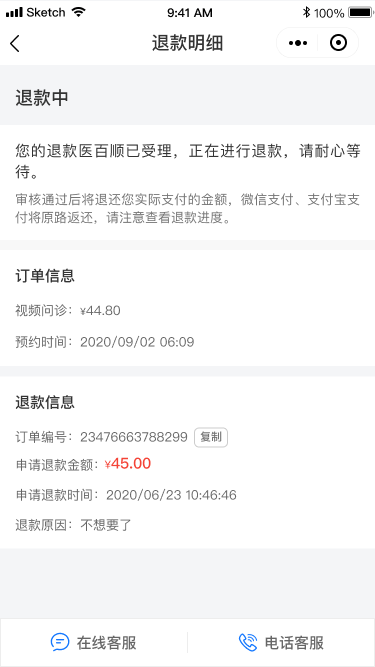 Sketch 9:41 AM 100%
退款明细
退款中
您的退款医百顺已受理，正在进行退款，请耐心等
待。
审核通过后将退还您实际支付的金额，微信支付、支付宝支
付将原路返还，请注意查看退款进度。
订单信息
视频问诊：¥44.80
预约时间：2020/09/02 06:09
退款信息
订单编号：23476663788299 复制
申请退款金额：¥45.00
申请退款时间：2020/06/23 10:46:46
退款原因：不想要了
在线客服 电话客服